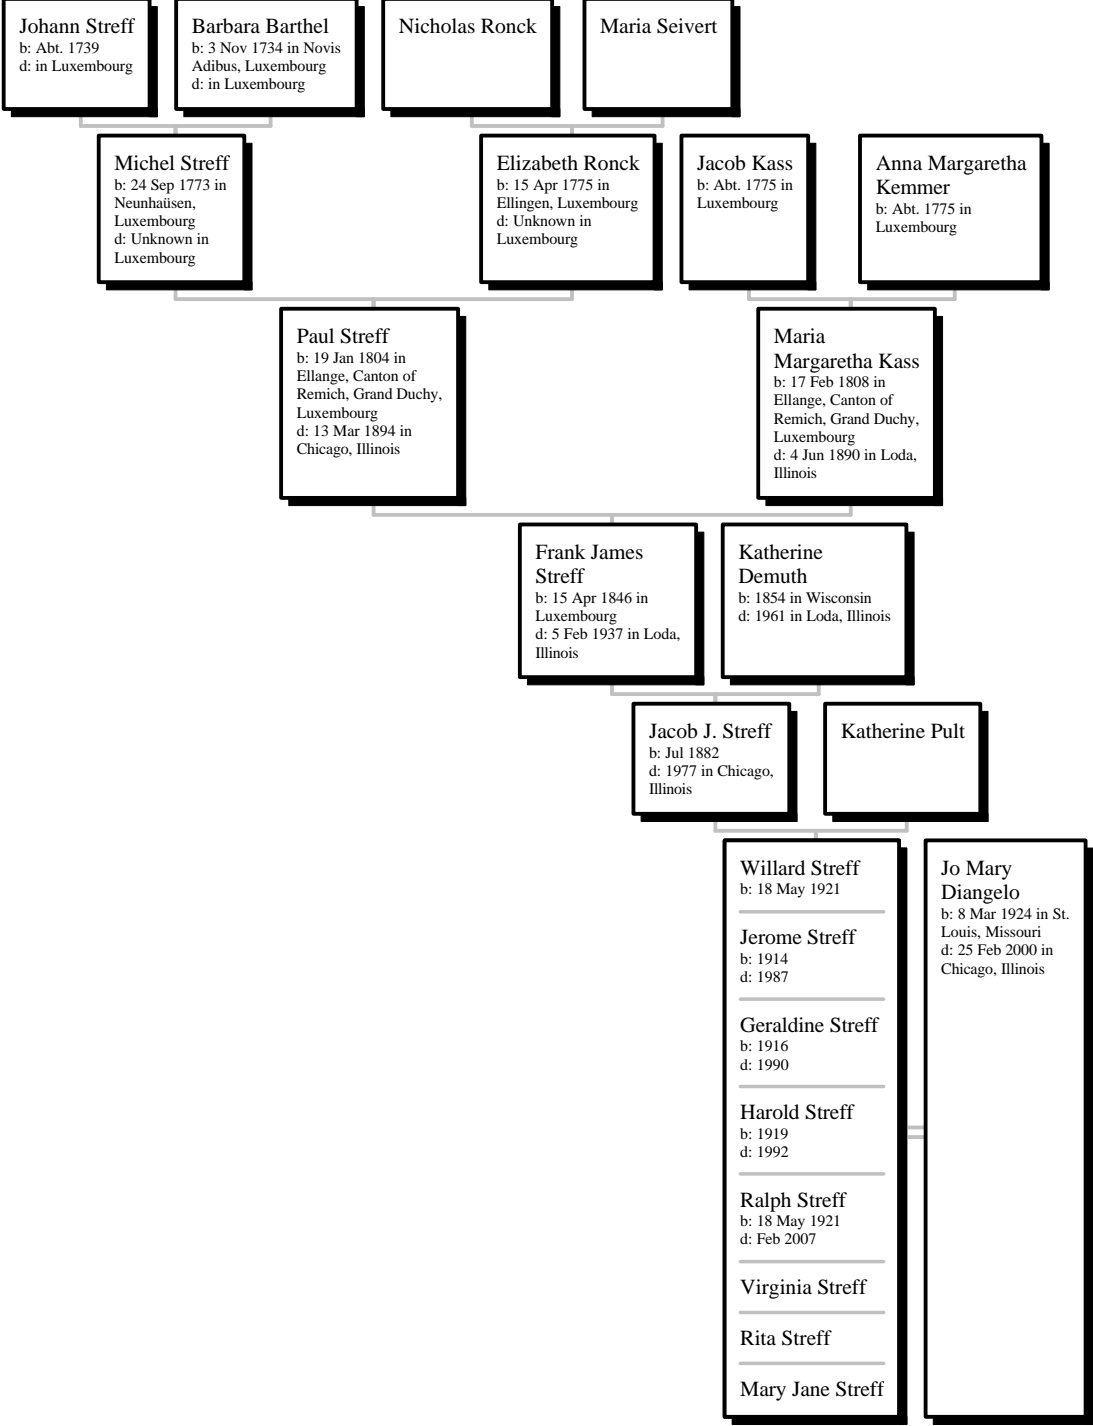 Johann Streff
b: Abt. 1739
d: in Luxembourg
Barbara Barthel
b: 3 Nov 1734 in Novis
Adibus, Luxembourg
d: in Luxembourg
Nicholas Ronck
Maria Seivert
Michel Streff
b: 24 Sep 1773 in
Neunhaüsen,
Luxembourg
d: Unknown in
Luxembourg
Elizabeth Ronck
b: 15 Apr 1775 in
Ellingen, Luxembourg
d: Unknown in
Luxembourg
Jacob Kass
b: Abt. 1775 in
Luxembourg
Anna Margaretha
Kemmer
b: Abt. 1775 in
Luxembourg
Paul Streff
b: 19 Jan 1804 in
Ellange, Canton of
Remich, Grand Duchy,
Luxembourg
d: 13 Mar 1894 in
Chicago, Illinois
Maria
Margaretha Kass
b: 17 Feb 1808 in
Ellange, Canton of
Remich, Grand Duchy,
Luxembourg
d: 4 Jun 1890 in Loda,
Illinois
Frank James
Streff
b: 15 Apr 1846 in
Luxembourg
d: 5 Feb 1937 in Loda,
Illinois
Katherine
Demuth
b: 1854 in Wisconsin
d: 1961 in Loda, Illinois
Jacob J. Streff
b: Jul 1882
d: 1977 in Chicago,
Illinois
Katherine Pult
Willard Streff
b: 18 May 1921
Jerome Streff
b: 1914
d: 1987
Geraldine Streff
b: 1916
d: 1990
Harold Streff
b: 1919
d: 1992
Ralph Streff
b: 18 May 1921
d: Feb 2007
Virginia Streff
Rita Streff
Mary Jane Streff
Jo Mary
Diangelo
b: 8 Mar 1924 in St.
Louis, Missouri
d: 25 Feb 2000 in
Chicago, Illinois